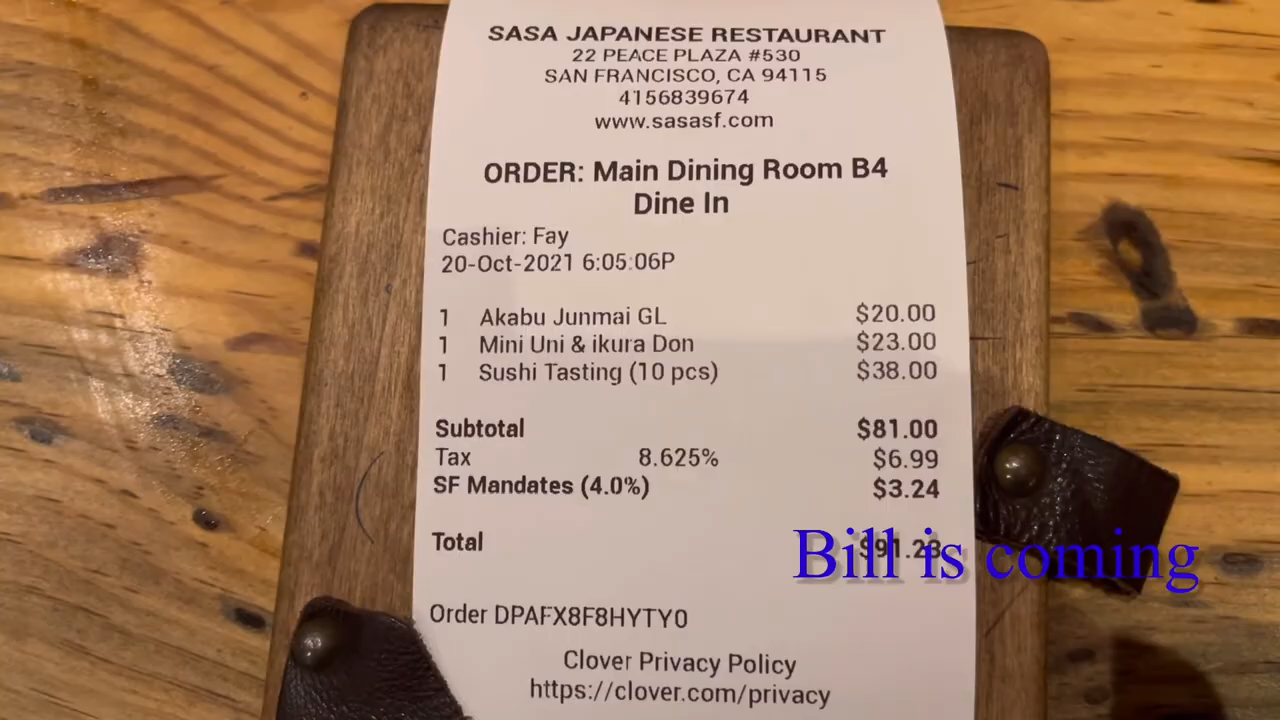 SASA JAPANESE RESTAURANT
22 PEACE PLAZA #530
SAN FRANCISCO, CA 94115
4156839674
www.sasasf.com
ORDER: Main Dining Room B4
Dine In
Cashier: Fay
20-Oct-2021 6:05:06P
1 Akabu Junmai GL $20.00
1 Mini Uni & ikura Don $23.00
1 Sushi Tasting (10 pcs) $38.00
Subtotal $81.00
Tax 8.625% $6.99
SF Mandates (4.0%) $3.24
Total $91.23
Bill is coming
Order DPAFX8F8HYTY0
Clover Privacy Policy
https://clover.com/privacy